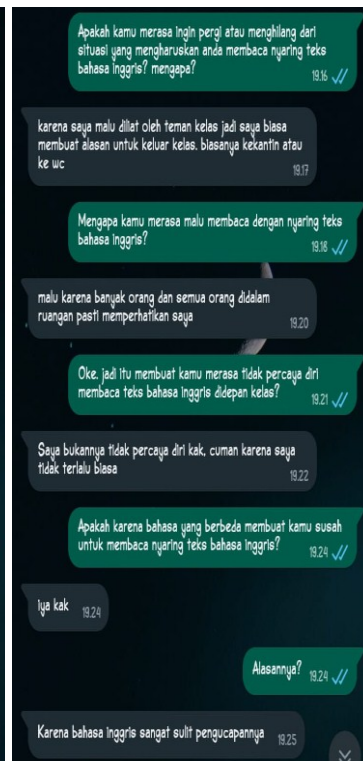 Apakah kamu merasa ingin pergi atau menghilang dari
situasi yang mengharuskan anda membaca nyaring teks
bahasa inggris? mengapa?
19.16
karena saya malu diliat oleh teman kelas jadi saya biasa
membuat alasan untuk keluar kelas. biasanya kekantin atau
ke wc
19.17
Mengapa kamu merasa malu membaca dengan nyaring teks
bahasa inggris?
19.18
malu karena banyak orang dan semua orang didalam
ruangan pasti memperhatikan saya
19.20
Oke. jadi itu membuat kamu merasa tidak percaya diri
membaca teks bahasa inggris didepan kelas?
19.21
Saya bukannya tidak percaya diri kak, cuman karena saya
tidak terlalu biasa
19.22
Apakah karena bahasa yang berbeda membuat kamu susah
untuk membaca nyaring teks bahasa inggris?
19.24
iya kak 19.24
Alasannya? 19.24
Karena bahasa inggris sangat sulit pengucapannya 19.25